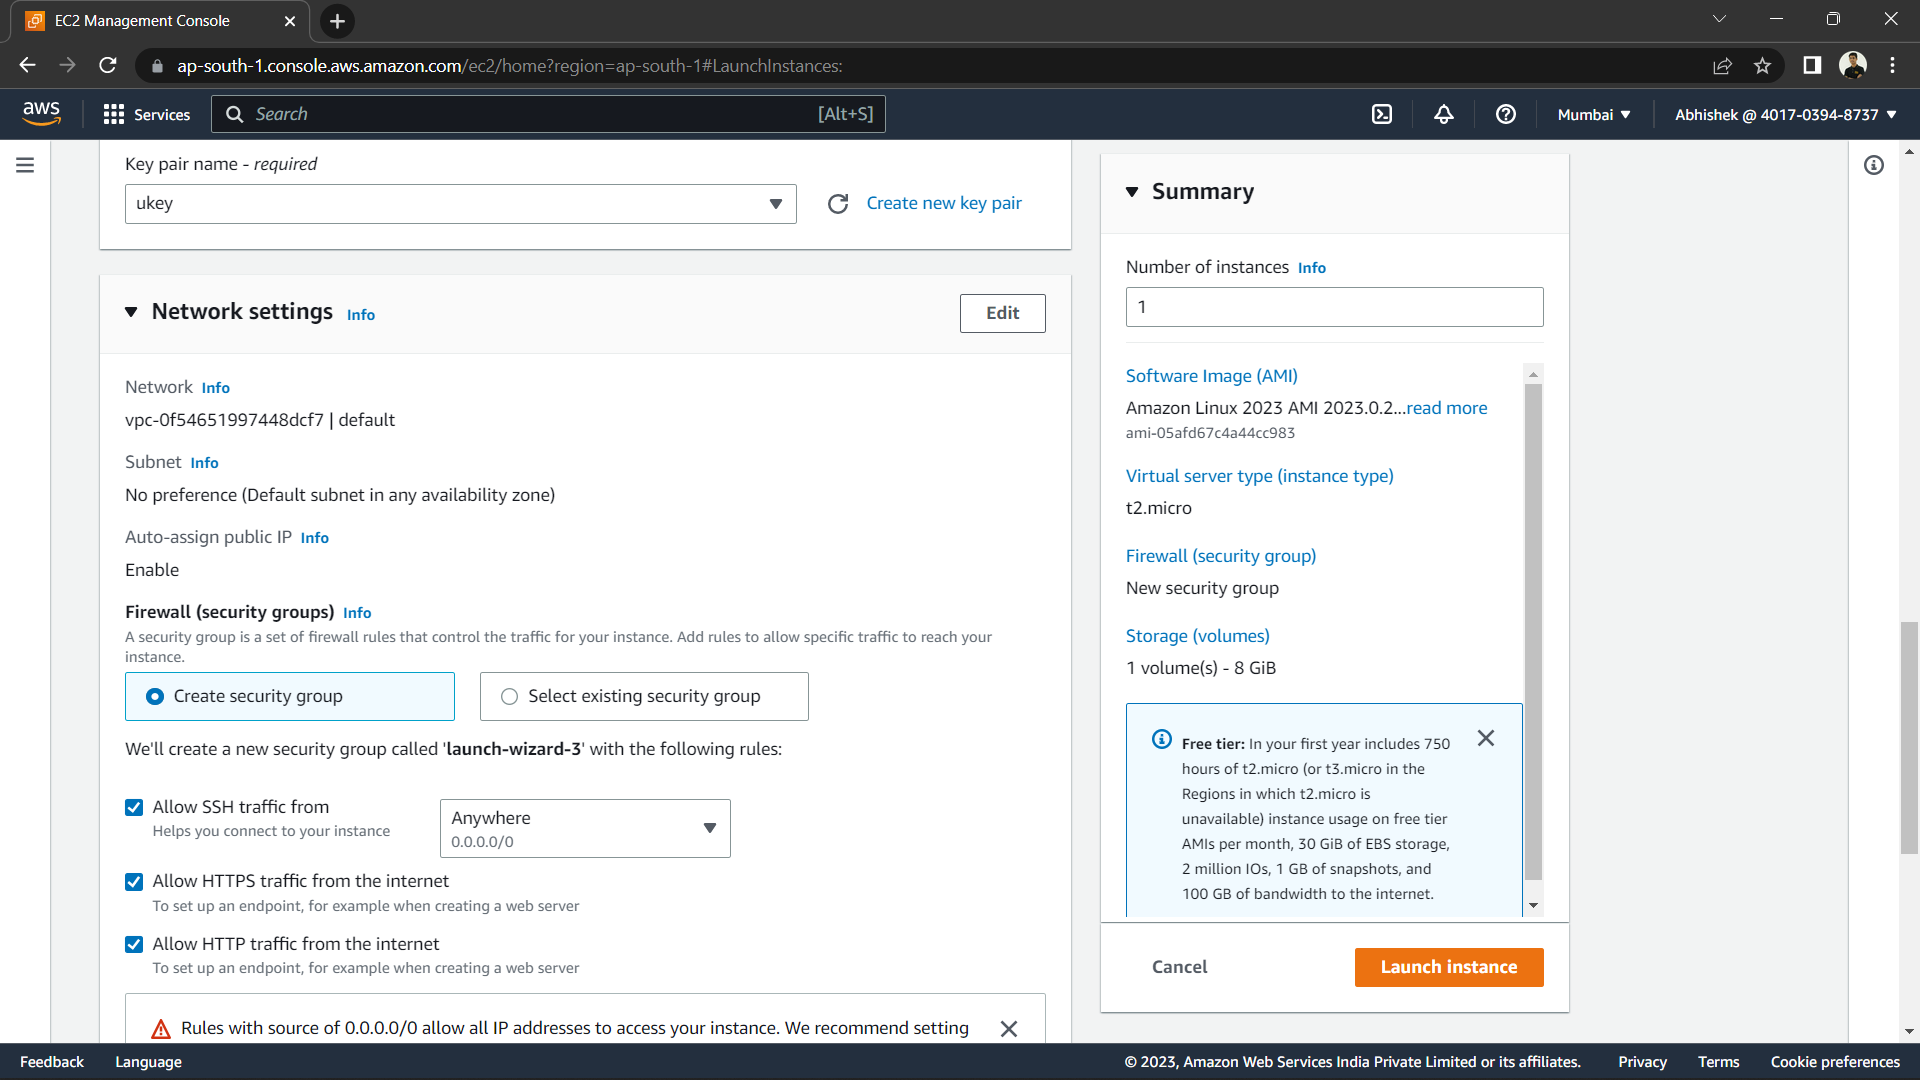 EC2 Management Console
ap-south-1.console.aws.amazon.com/ec2/home?region=ap-south-1#LaunchInstances:
aws
Services
Search
[Alt+S]
Mumbai
Abhishek @ 4017-0394-8737
Key pair name - required
ukey
Create new key pair
Network settings Info
Edit
Network Info
vpc-0f54651997448dcf7 | default
Subnet Info
No preference (Default subnet in any availability zone)
Auto-assign public IP Info
Enable
Firewall (security groups) Info
A security group is a set of firewall rules that control the traffic for your instance. Add rules to allow specific traffic to reach your
instance.
Create security group
Select existing security group
We'll create a new security group called 'launch-wizard-3' with the following rules:
Allow SSH traffic from
Helps you connect to your instance
Anywhere
0.0.0.0/0
Allow HTTPS traffic from the internet
To set up an endpoint, for example when creating a web server
Allow HTTP traffic from the internet
To set up an endpoint, for example when creating a web server
Rules with source of 0.0.0.0/0 allow all IP addresses to access your instance. We recommend setting
Summary
Number of instances Info
1
Software Image (AMI)
Amazon Linux 2023 AMI 2023.0.2...read more
ami-05afd67c4a44cc983
Virtual server type (instance type)
t2.micro
Firewall (security group)
New security group
Storage (volumes)
1 volume(s) - 8 GiB
Free tier: In your first year includes 750
hours of t2.micro (or t3.micro in the
Regions in which t2.micro is
unavailable) instance usage on free tier
AMIs per month, 30 GiB of EBS storage,
2 million IOs, 1 GB of snapshots, and
100 GB of bandwidth to the internet.
Cancel
Launch instance
Feedback
Language
© 2023, Amazon Web Services India Private Limited or its affiliates.
Privacy
Terms
Cookie preferences